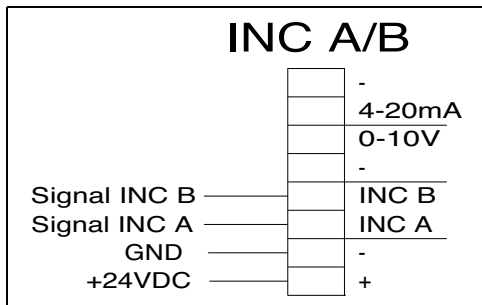 INC A/B
-
4-20mA
0-10V
-
Signal INC B INC B
Signal INC A INC A
GND -
+24VDC +